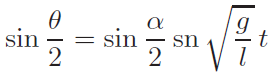 sin θ/2 = sin α/2 sn √(g/l) t